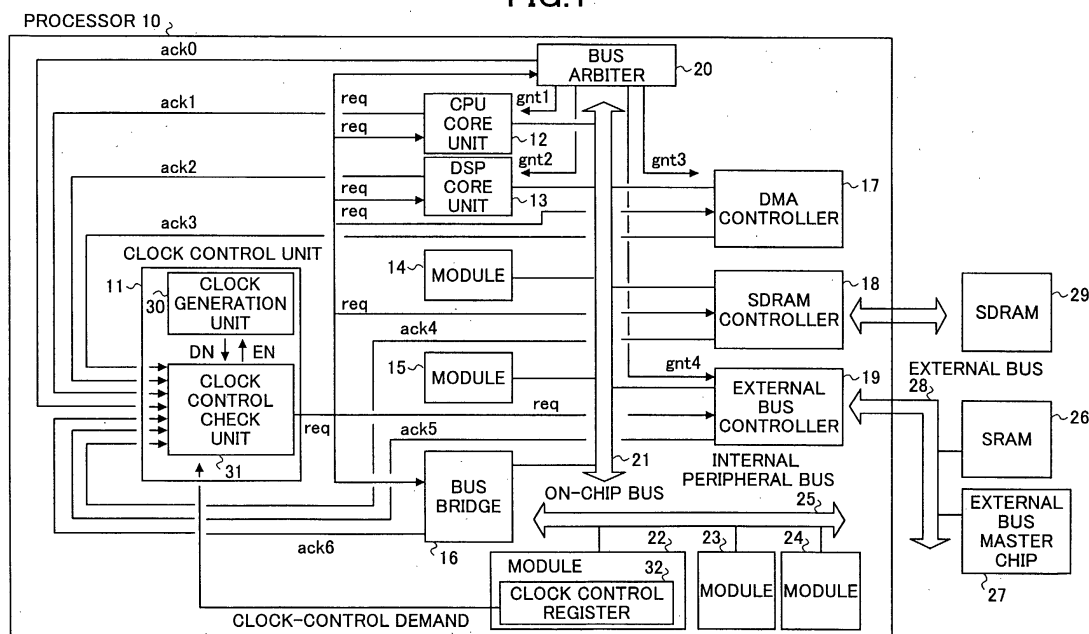 FIG.1
PROCESSOR 10
ack0
BUS
ARBITER
20
ack1
req
gnt1
CPU
CORE
UNIT
12
req
ack2
gnt2
DSP
CORE
UNIT
13
req
req
gnt3
DMA
CONTROLLER
17
ack3
CLOCK CONTROL UNIT
11
30
CLOCK
GENERATION
UNIT
DN
EN
CLOCK
CONTROL
CHECK
UNIT
31
14
MODULE
req
ack4
15
MODULE
SDRAM
CONTROLLER
18
29
SDRAM
EXTERNAL BUS
28
gnt4
EXTERNAL
BUS
CONTROLLER
19
26
SRAM
req
ack5
21
INTERNAL
PERIPHERAL BUS
BUS
BRIDGE
ON-CHIP BUS
25
ack6
16
22
23
24
EXTERNAL
BUS
MASTER
CHIP
27
MODULE
32
CLOCK CONTROL
REGISTER
MODULE
MODULE
CLOCK-CONTROL DEMAND